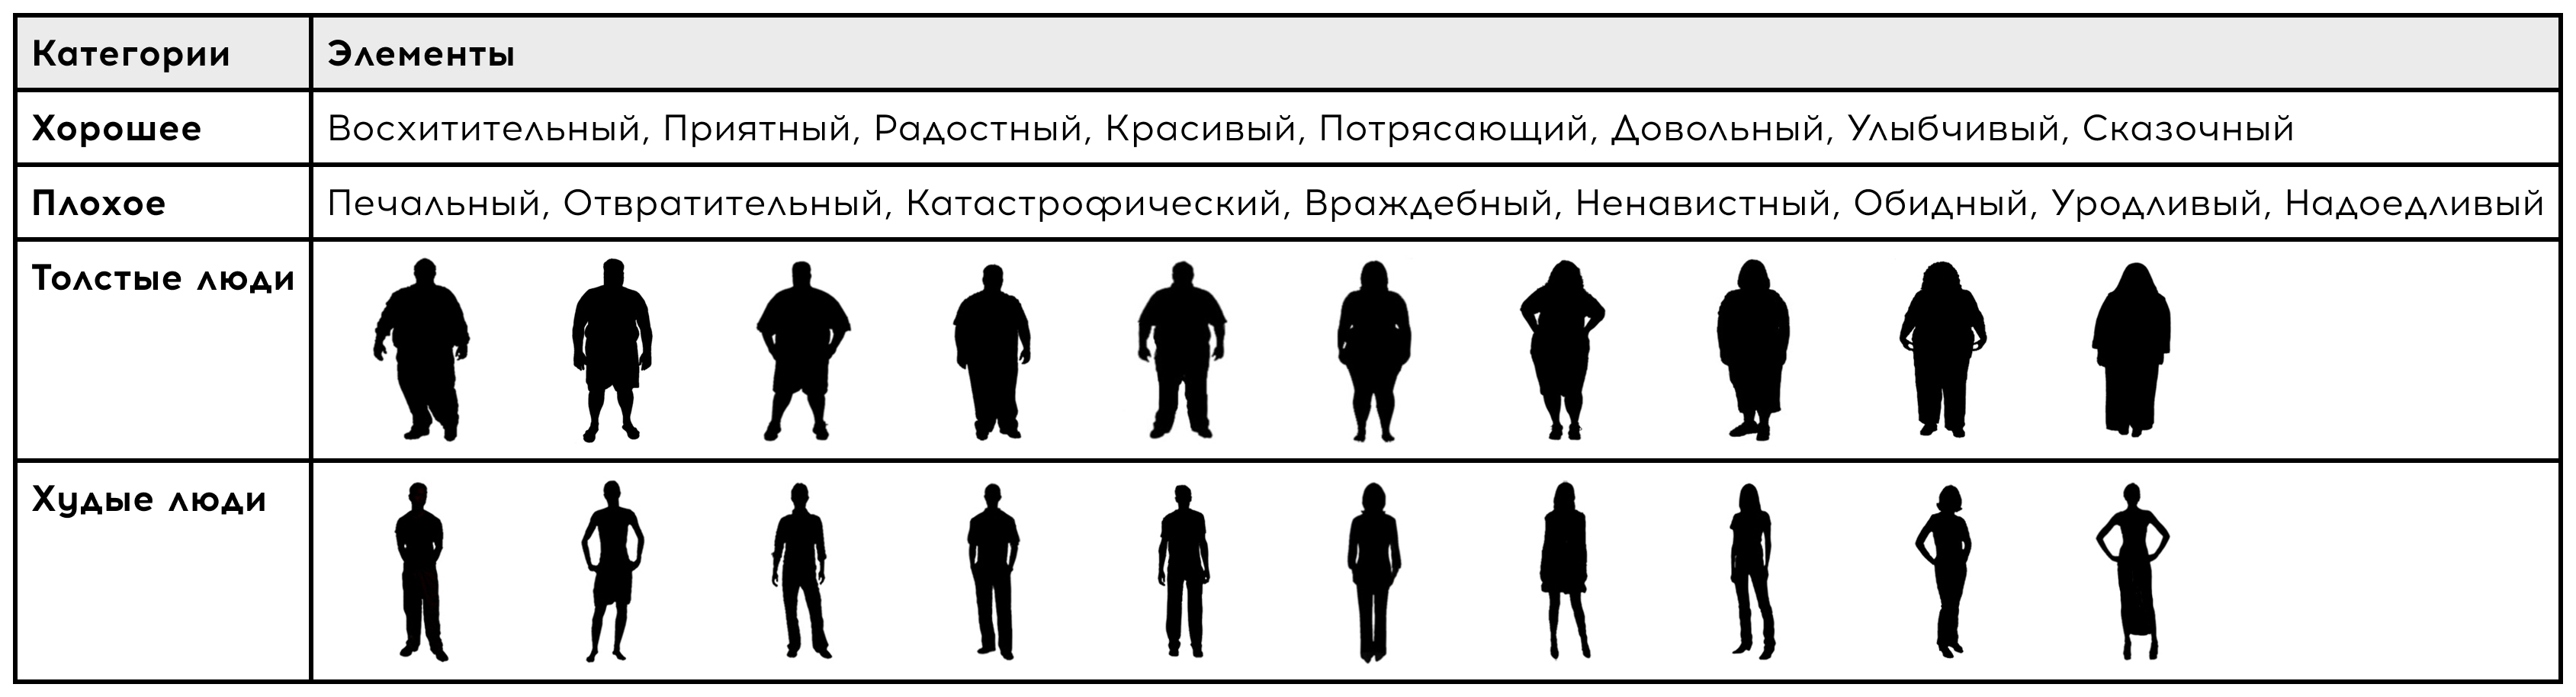 Категории Элементы
Хорошее Восхитительный, Приятный, Радостный, Красивый, Потрясающий, Довольный, Улыбчивый, Сказочный
Плохое Печальный, Отвратительный, Катастрофический, Враждебный, Ненавистный, Обидный, Уродливый, Надоедливый
Толстые люди
Худые люди